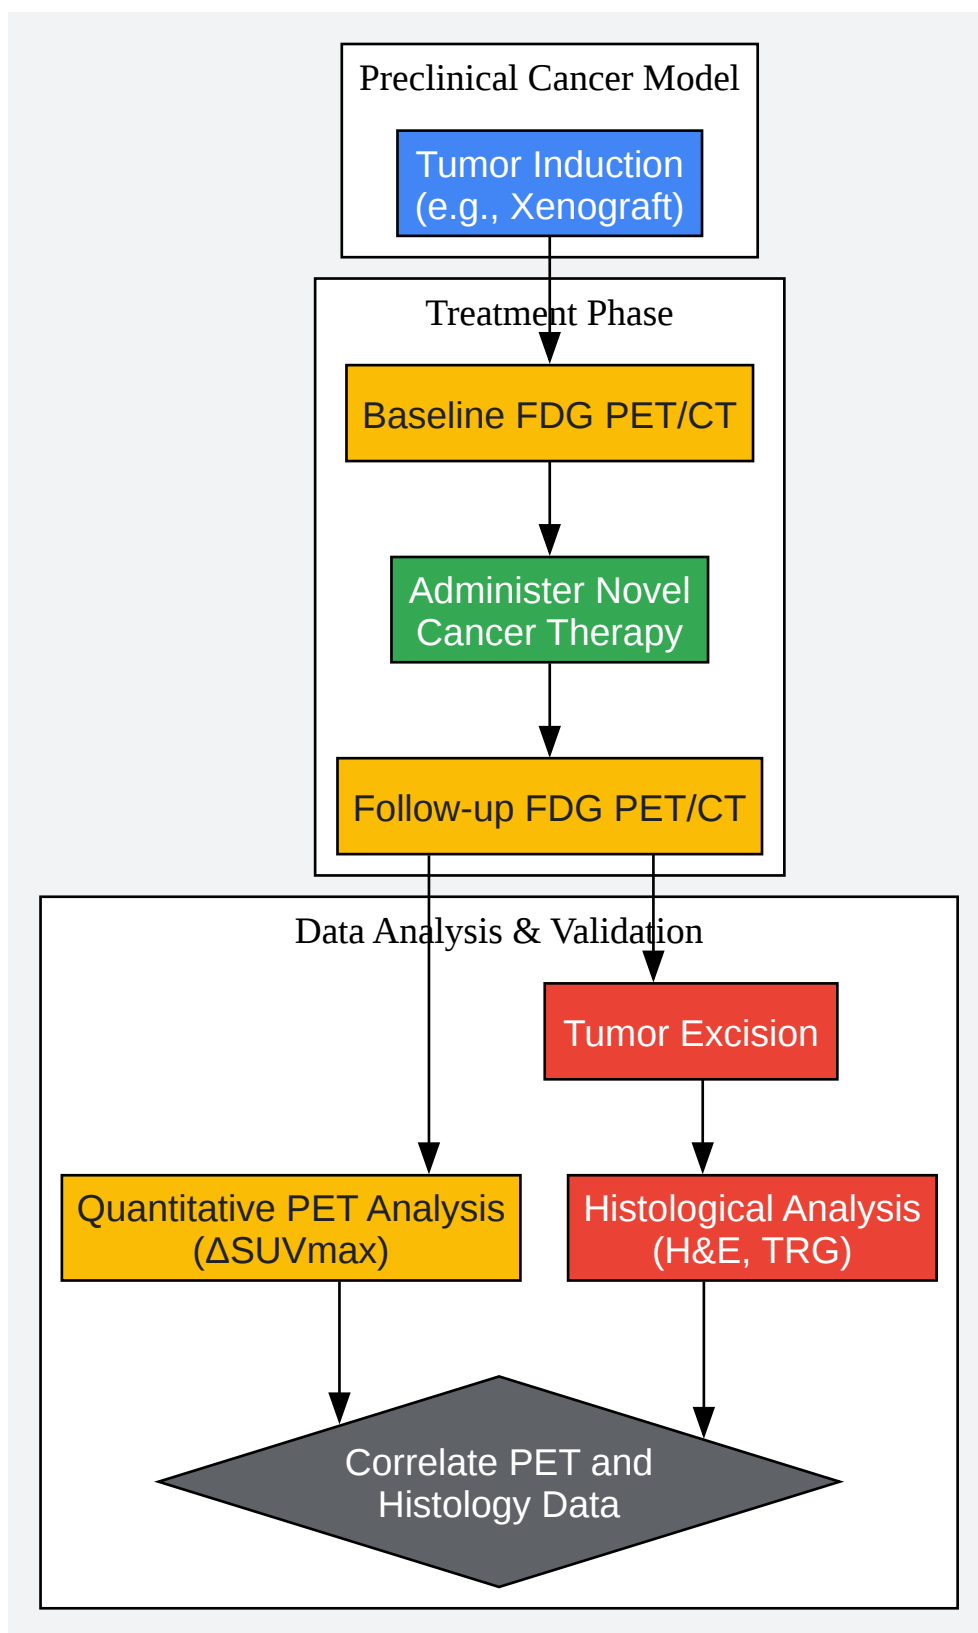 Preclinical Cancer Model
Tumor Induction
(e.g., Xenograft)
Treatment Phase
Baseline FDG PET/CT
Administer Novel
Cancer Therapy
Follow-up FDG PET/CT
Data Analysis & Validation
Tumor Excision
Quantitative PET Analysis
(ΔSUVmax)
Histological Analysis
(H&E, TRG)
Correlate PET and
Histology Data